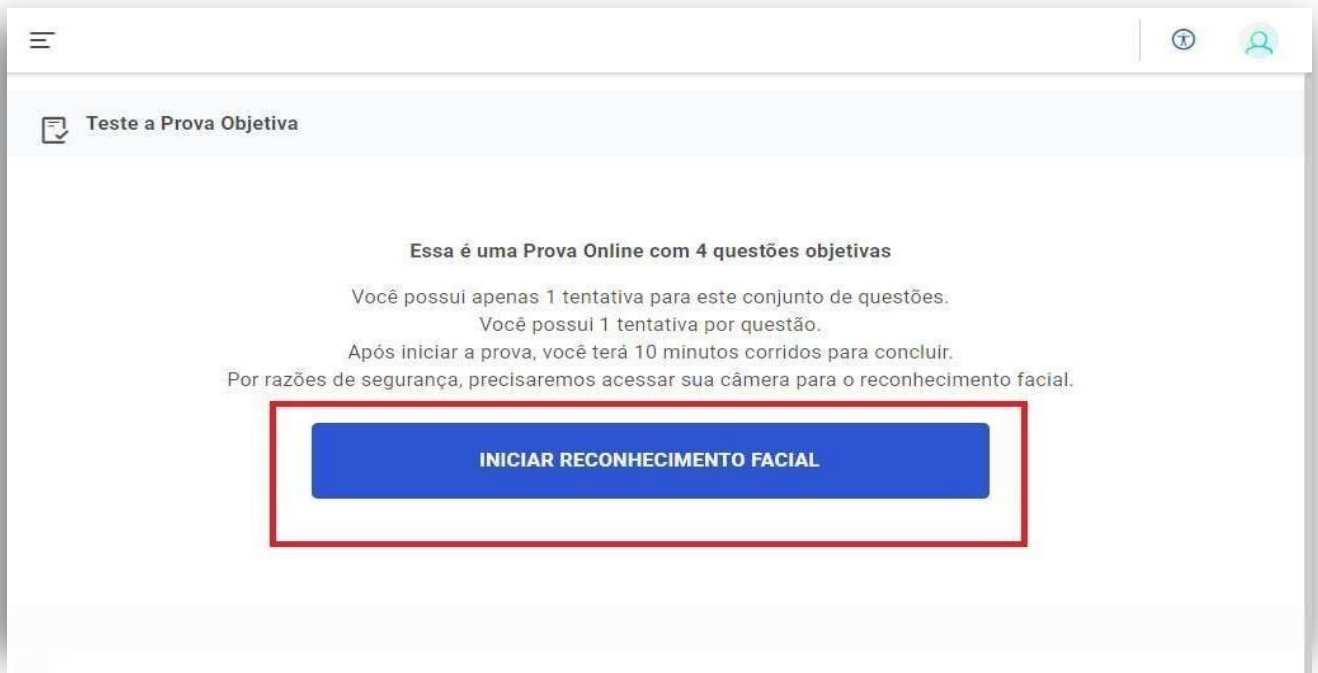 Teste a Prova Objetiva
Essa é uma Prova Online com 4 questões objetivas
Você possui apenas 1 tentativa para este conjunto de questões.
Você possui 1 tentativa por questão.
Após iniciar a prova, você terá 10 minutos corridos para concluir.
Por razões de segurança, precisaremos acessar sua câmera para o reconhecimento facial.
INICIAR RECONHECIMENTO FACIAL